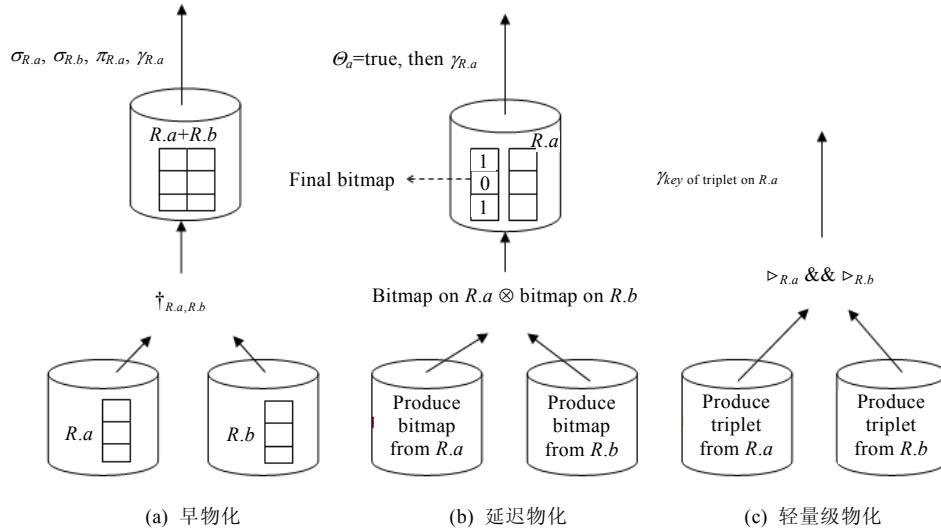 σR.a, σR.b, πR.a, γR.a
R.a+R.b
†R.a,R.b
R.a
R.b
(a) 早物化
Θa=true, then γR.a
R.a
1
0
1
Final bitmap
Bitmap on R.a ⊗ bitmap on R.b
Produce
bitmap
from R.a
Produce
bitmap
from R.b
(b) 延迟物化
γkey of triplet on R.a
▷R.a && ▷R.b
Produce
triplet
from R.a
Produce
triplet
from R.b
(c) 轻量级物化